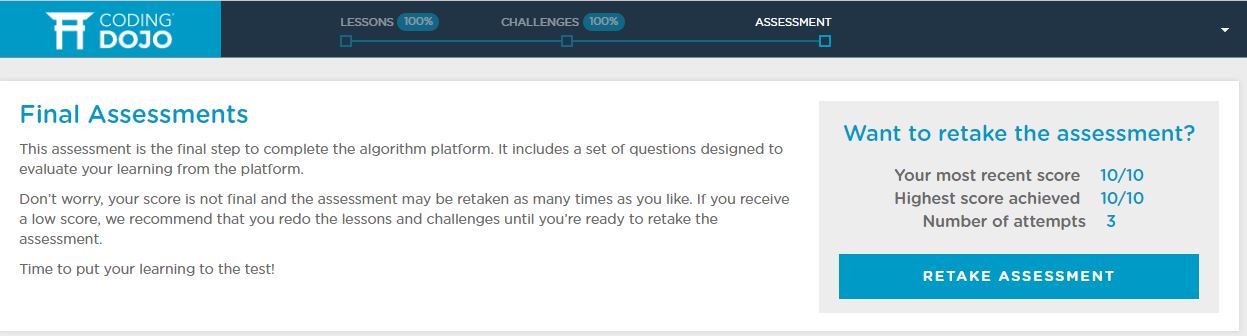 CODING
DOJO
LESSONS 100%
CHALLENGES 100%
ASSESSMENT
Final Assessments
This assessment is the final step to complete the algorithm platform. It includes a set of questions designed to
evaluate your learning from the platform.
Don't worry, your score is not final and the assessment may be retaken as many times as you like. If you receive
a low score, we recommend that you redo the lessons and challenges until you're ready to retake the
assessment.
Time to put your learning to the test!
Want to retake the assessment?
Your most recent score 10/10
Highest score achieved 10/10
Number of attempts 3
RETAKE ASSESSMENT